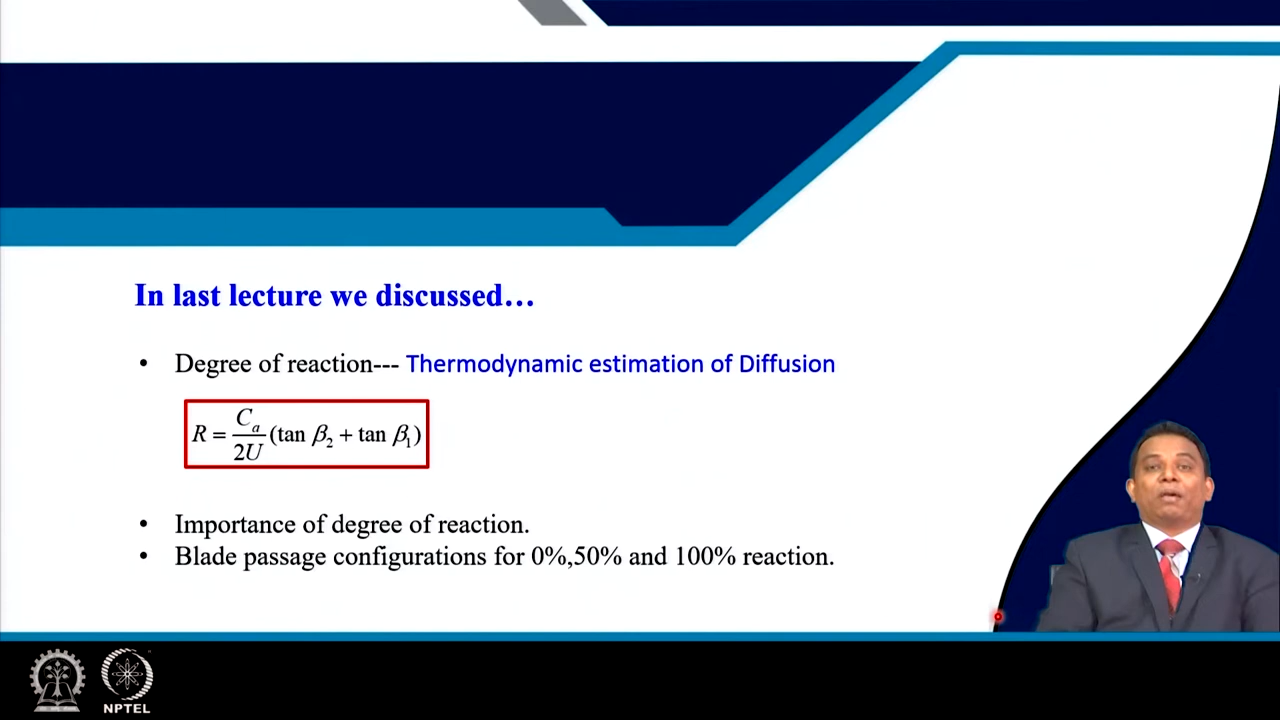 In last lecture we discussed…
• Degree of reaction--- Thermodynamic estimation of Diffusion
R = C_a/2U (tan β₂ + tan β₁)
• Importance of degree of reaction.
• Blade passage configurations for 0%,50% and 100% reaction.
NPTEL